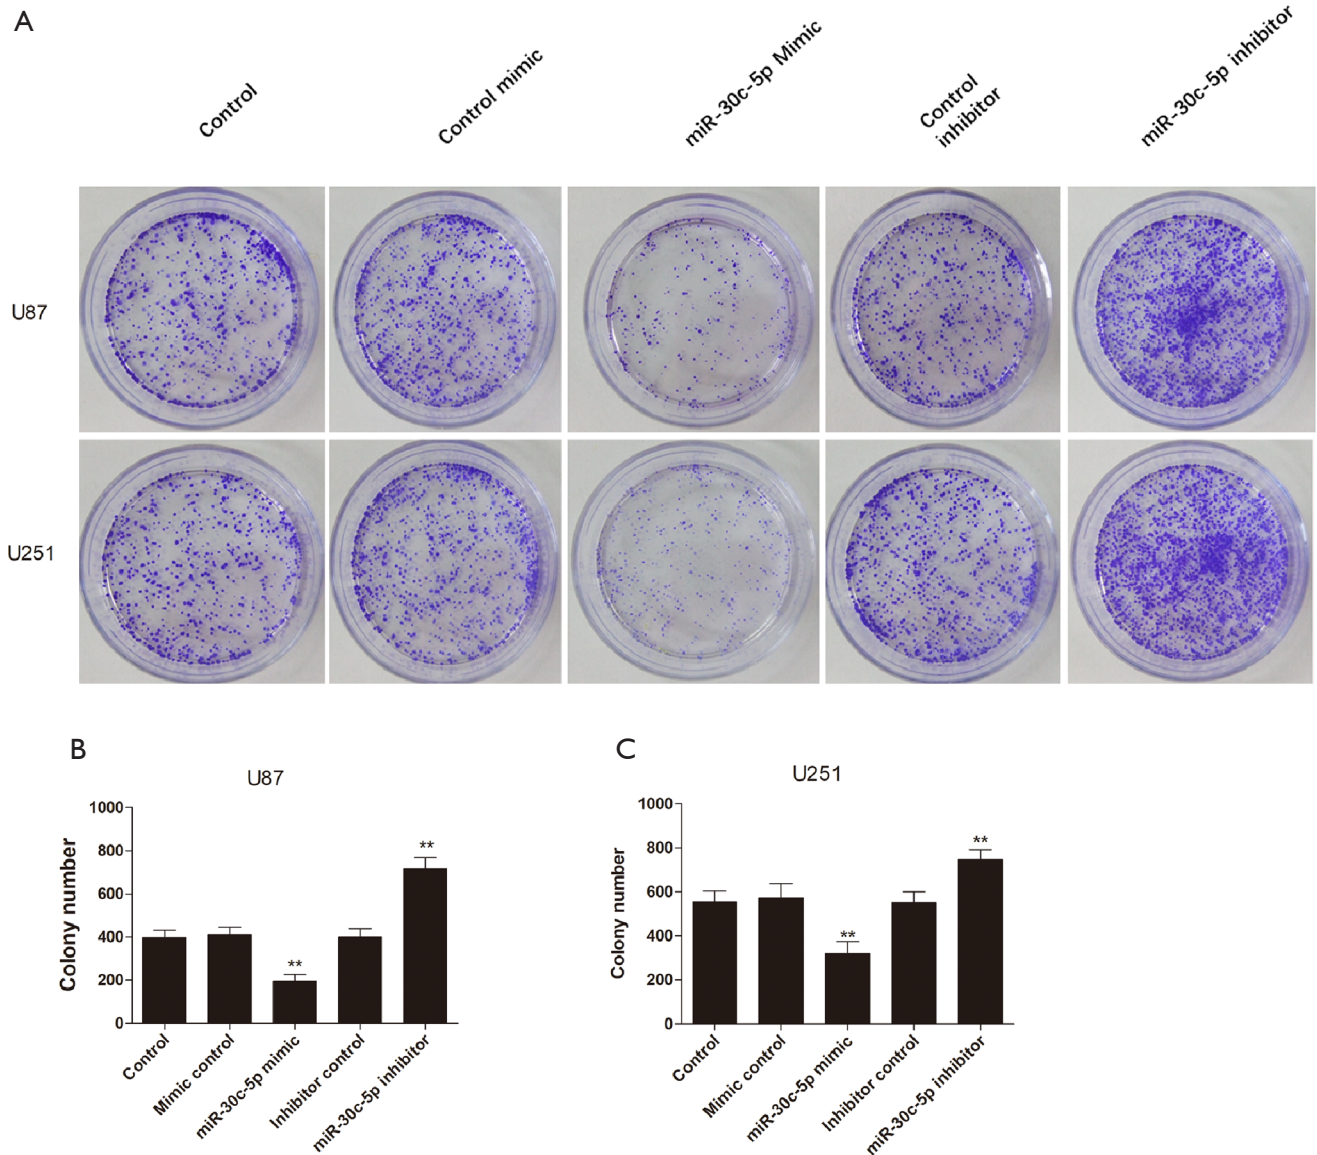 A
Control
Control mimic
miR-30c-5p Mimic
Control
inhibitor
miR-30c-5p inhibitor
U87
U251
B
U87
Colony number
1000
800
600
400
200
0
**
**
Control
Mimic control
miR-30c-5p mimic
Inhibitor control
miR-30c-5p inhibitor
C
U251
Colony number
1000
800
600
400
200
0
**
**
Control
Mimic control
miR-30c-5p mimic
Inhibitor control
miR-30c-5p inhibitor